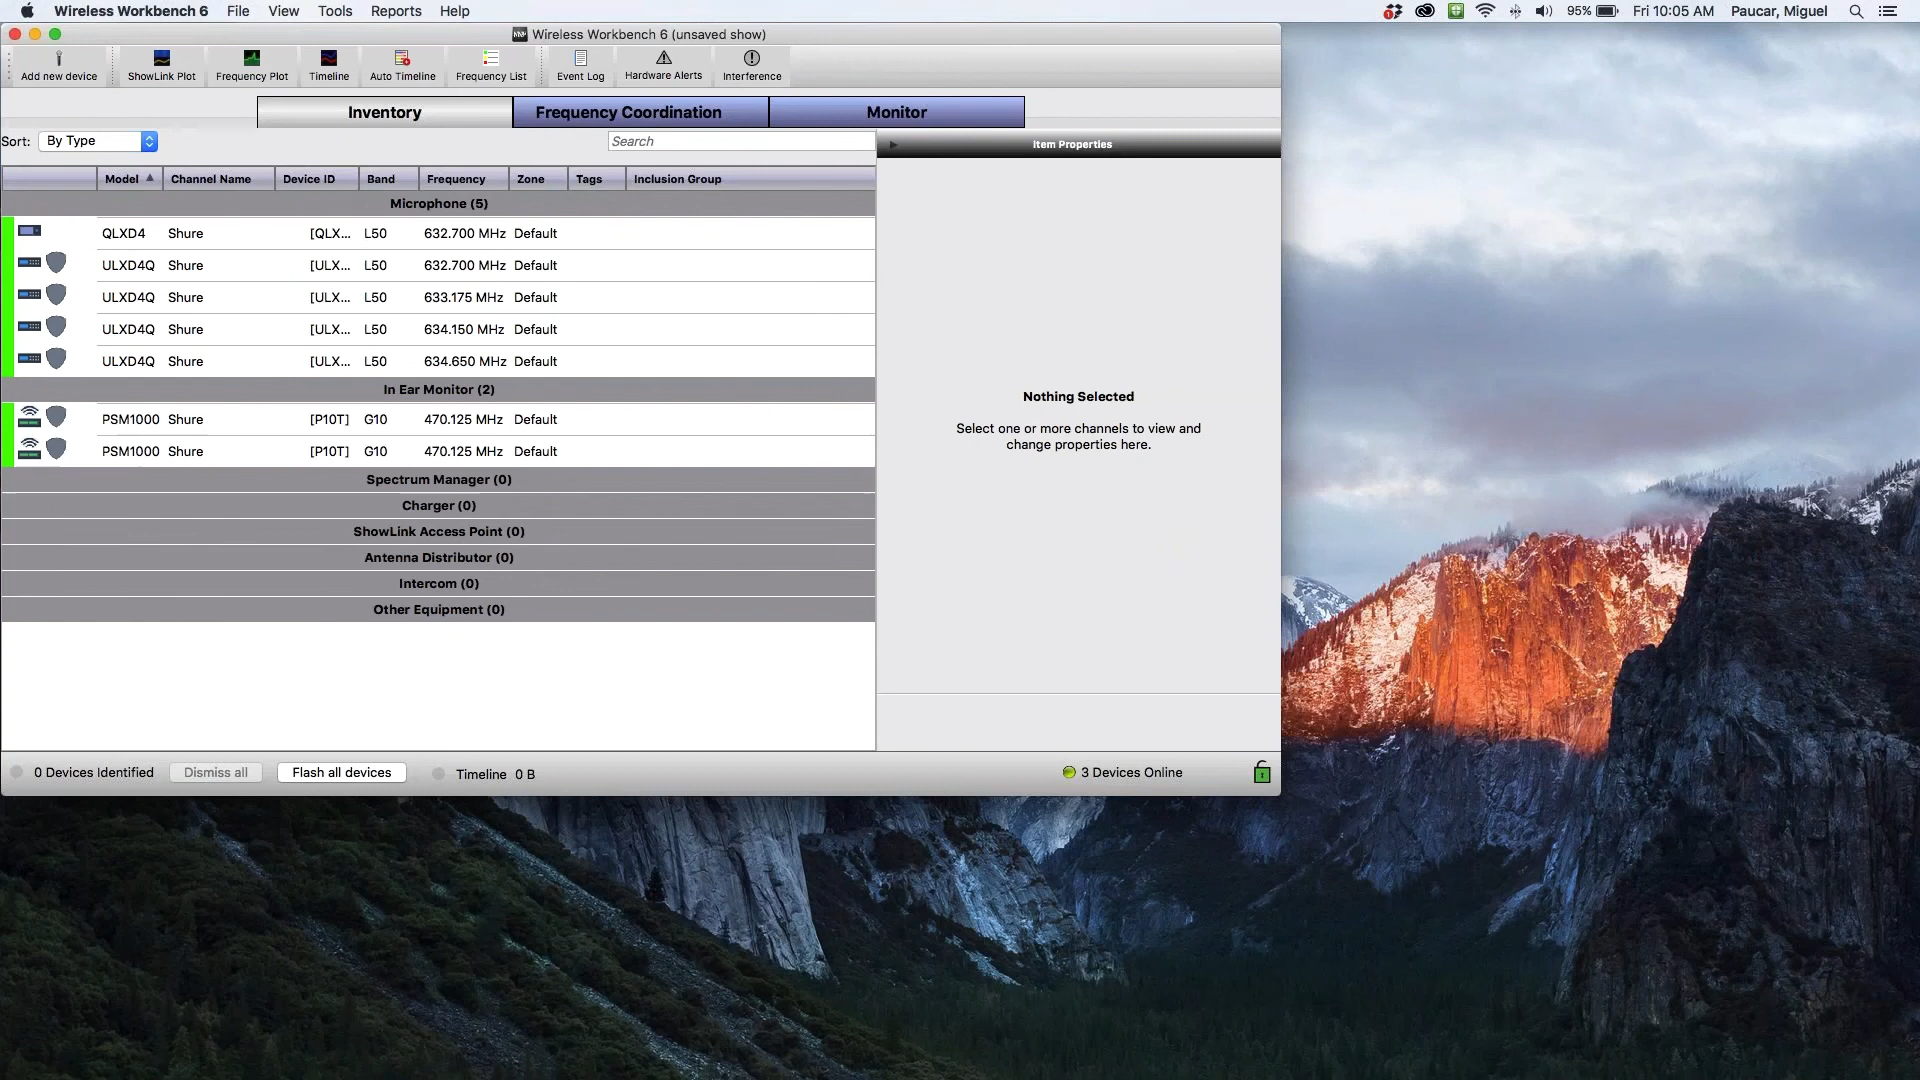 Wireless Workbench 6 File View Tools Reports Help 95% Fri 10:05 AM Paucar, Miguel
Wireless Workbench 6 (unsaved show)
Add new device ShowLink Plot Frequency Plot Timeline Auto Timeline Frequency List Event Log Hardware Alerts Interference
Inventory Frequency Coordination Monitor
Sort: By Type Search
Item Properties
Model Channel Name Device ID Band Frequency Zone Tags Inclusion Group
Microphone (5)
QLXD4 Shure [QLX... L50 632.700 MHz Default
ULXD4Q Shure [ULX... L50 632.700 MHz Default
ULXD4Q Shure [ULX... L50 633.175 MHz Default
ULXD4Q Shure [ULX... L50 634.150 MHz Default
ULXD4Q Shure [ULX... L50 634.650 MHz Default
In Ear Monitor (2)
PSM1000 Shure [P10T] G10 470.125 MHz Default
PSM1000 Shure [P10T] G10 470.125 MHz Default
Spectrum Manager (0)
Charger (0)
ShowLink Access Point (0)
Antenna Distributor (0)
Intercom (0)
Other Equipment (0)
Nothing Selected
Select one or more channels to view and
change properties here.
0 Devices Identified Dismiss all Flash all devices Timeline 0 B 3 Devices Online